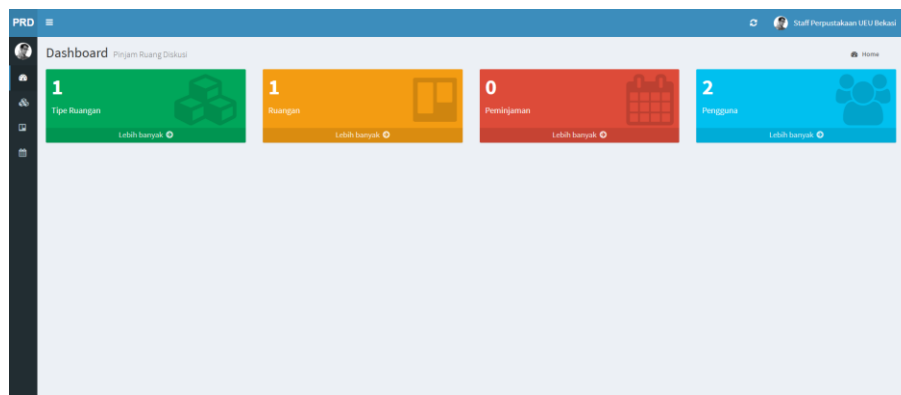 PRD
Staff Perpustakaan UEU Bekasi
Dashboard Pinjam Ruang Diskusi
Home
1
Tipe Ruangan
Lebih banyak
1
Ruangan
Lebih banyak
0
Peminjaman
Lebih banyak
2
Pengguna
Lebih banyak